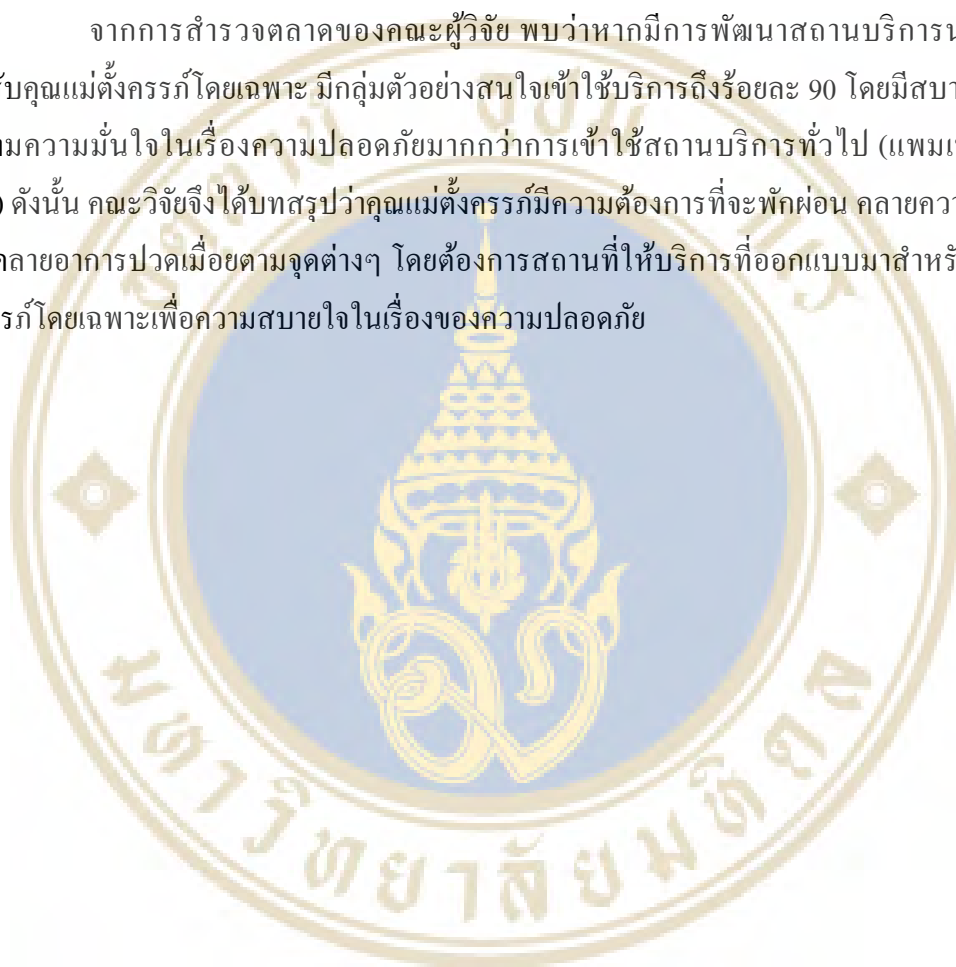 จากการสำรวจตลาดของคณะผู้วิจัย พบว่าหากมีการพัฒนาสถานบริการน
รับคุณแม่ตั้งครรภ์โดยเฉพาะ มีกลุ่มตัวอย่างสนใจเข้าใช้บริการถึงร้อยละ 90 โดยมีสบา
ามความมั่นใจในเรื่องความปลอดภัยมากกว่าการเข้าใช้สถานบริการทั่วไป (แพมเ
) ดังนั้น คณะวิจัยจึงได้บทสรุปว่าคุณแม่ตั้งครรภ์มีความต้องการที่จะพักผ่อน คลายคว
คลายอาการปวดเมื่อยตามจุดต่างๆ โดยต้องการสถานที่ให้บริการที่ออกแบบมาสำหรั
รภ์โดยเฉพาะเพื่อความสบายใจในเรื่องของความปลอดภัย
มหาวิทยาลัยมหิดล